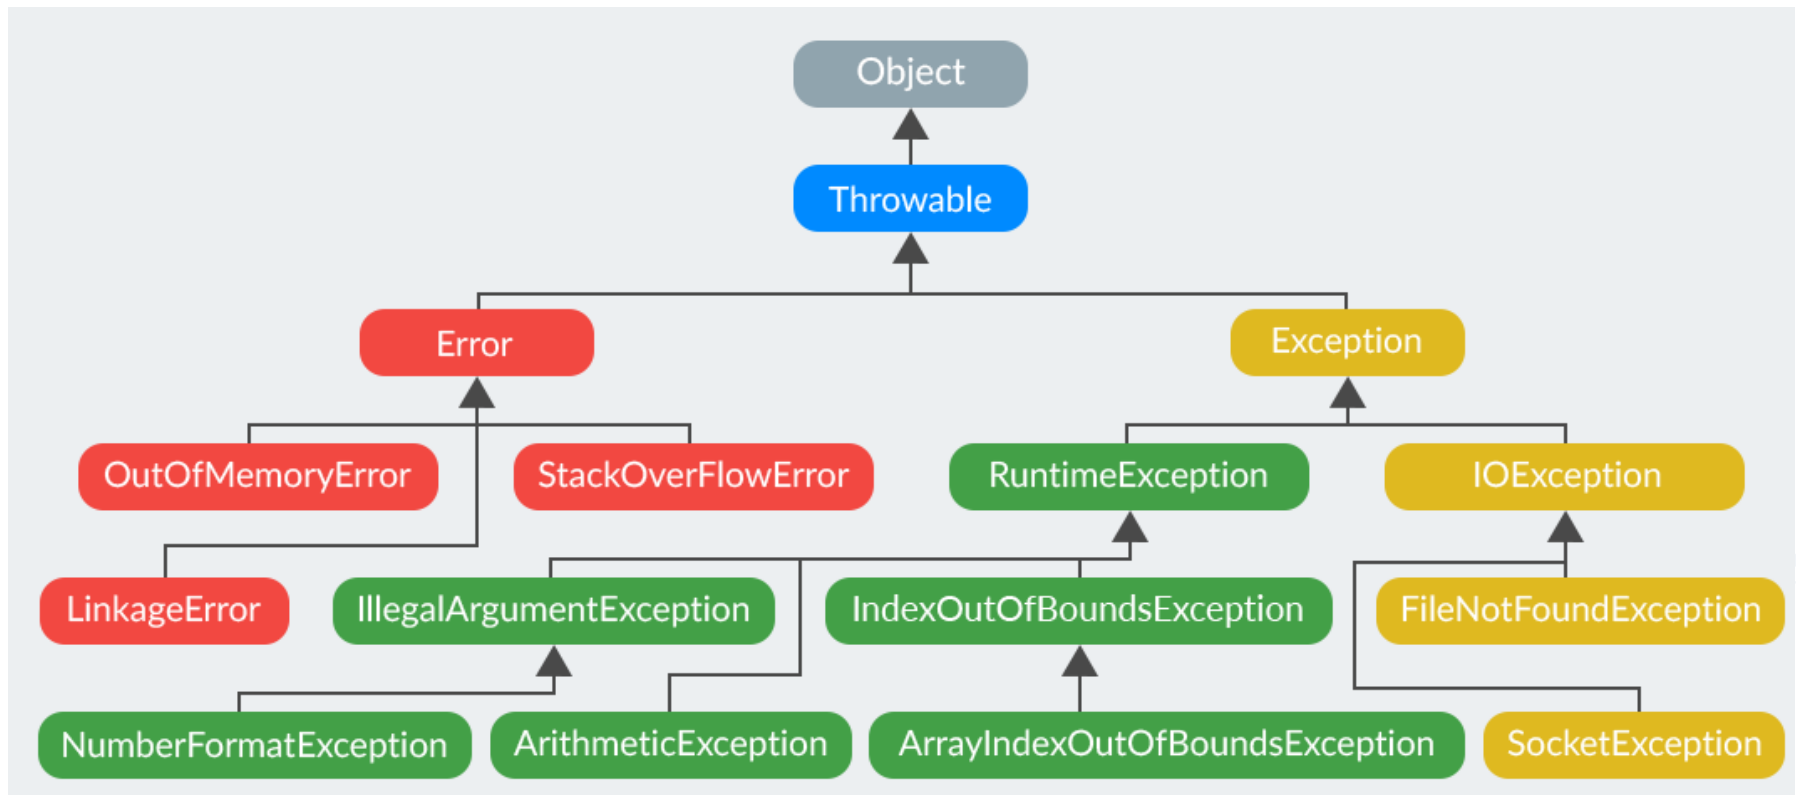 Object
Throwable
Error
Exception
OutOfMemoryError
StackOverFlowError
RuntimeException
IOException
LinkageError
IllegalArgumentException
IndexOutOfBoundsException
FileNotFoundException
NumberFormatException
ArithmeticException
ArrayIndexOutOfBoundsException
SocketException